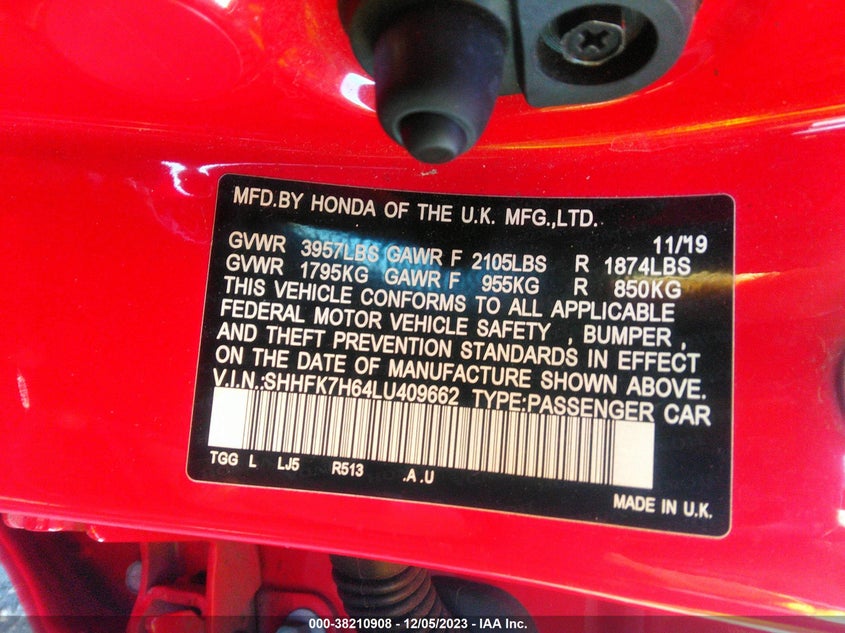 MFD.BY HONDA OF THE U.K. MFG.,LTD.
11/'19
GVWR 3957LBS GAWR F 2105LBS R 1874LBS
GVWR 1795KG GAWR F 955KG R 850KG
THIS VEHICLE CONFORMS TO ALL APPLICABLE
FEDERAL MOTOR VEHICLE SAFETY , BUMPER ,
AND THEFT PREVENTION STANDARDS IN EFFECT
ON THE DATE OF MANUFACTURE SHOWN ABOVE.
V.I.N.:SHHFK7H64LU409662 TYPE:PASSENGER CAR
TGG L LJ5 R513 .A .U
MADE IN U.K.
000-38210908 - 12/05/2023 - IAA Inc.